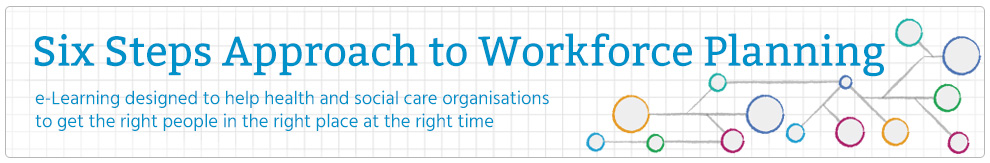 Six Steps Approach to Workforce Planning
e-Learning designed to help health and social care organisations
to get the right people in the right place at the right time